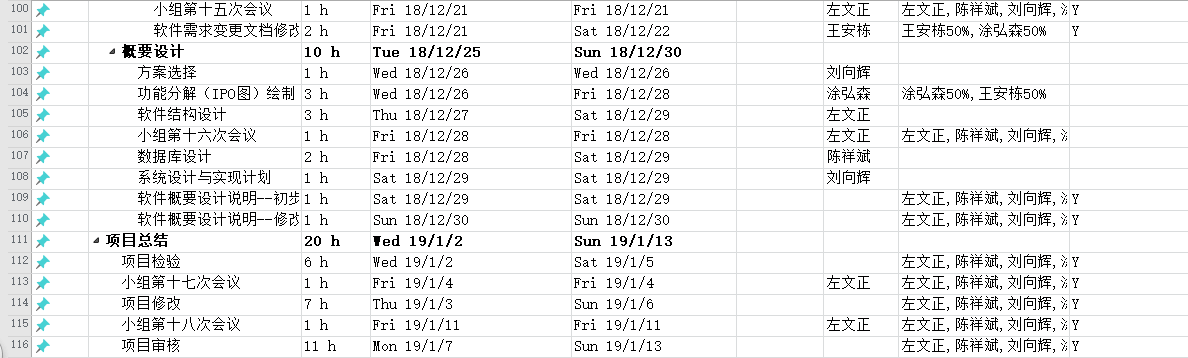 100 小组第十五次会议 1 h Fri 18/12/21 Fri 18/12/21 左文正 左文正,陈祥斌,刘向辉, Y
101 软件需求变更文档修改 2 h Fri 18/12/21 Sat 18/12/22 王安栋 王安栋50%,涂弘森50% Y
102 概要设计 10 h Tue 18/12/25 Sun 18/12/30
103 方案选择 1 h Wed 18/12/26 Wed 18/12/26 刘向辉
104 功能分解（IPO图）绘制 3 h Wed 18/12/26 Fri 18/12/28 涂弘森 涂弘森50%,王安栋50%
105 软件结构设计 3 h Thu 18/12/27 Sat 18/12/29 左文正
106 小组第十六次会议 1 h Fri 18/12/28 Fri 18/12/28 左文正 左文正,陈祥斌,刘向辉,
107 数据库设计 2 h Fri 18/12/28 Sat 18/12/29 陈祥斌
108 系统设计与实现计划 1 h Sat 18/12/29 Sat 18/12/29 刘向辉
109 软件概要设计说明--初步 1 h Sat 18/12/29 Sat 18/12/29 左文正,陈祥斌,刘向辉, Y
110 软件概要设计说明--修改 1 h Sun 18/12/30 Sun 18/12/30 左文正,陈祥斌,刘向辉, Y
111 项目总结 20 h Wed 19/1/2 Sun 19/1/13
112 项目检验 6 h Wed 19/1/2 Sat 19/1/5 左文正,陈祥斌,刘向辉, Y
113 小组第十七次会议 1 h Fri 19/1/4 Fri 19/1/4 左文正 左文正,陈祥斌,刘向辉, Y
114 项目修改 7 h Thu 19/1/3 Sun 19/1/6 左文正,陈祥斌,刘向辉, Y
115 小组第十八次会议 1 h Fri 19/1/11 Fri 19/1/11 左文正 左文正,陈祥斌,刘向辉, Y
116 项目审核 11 h Mon 19/1/7 Sun 19/1/13 左文正,陈祥斌,刘向辉, Y